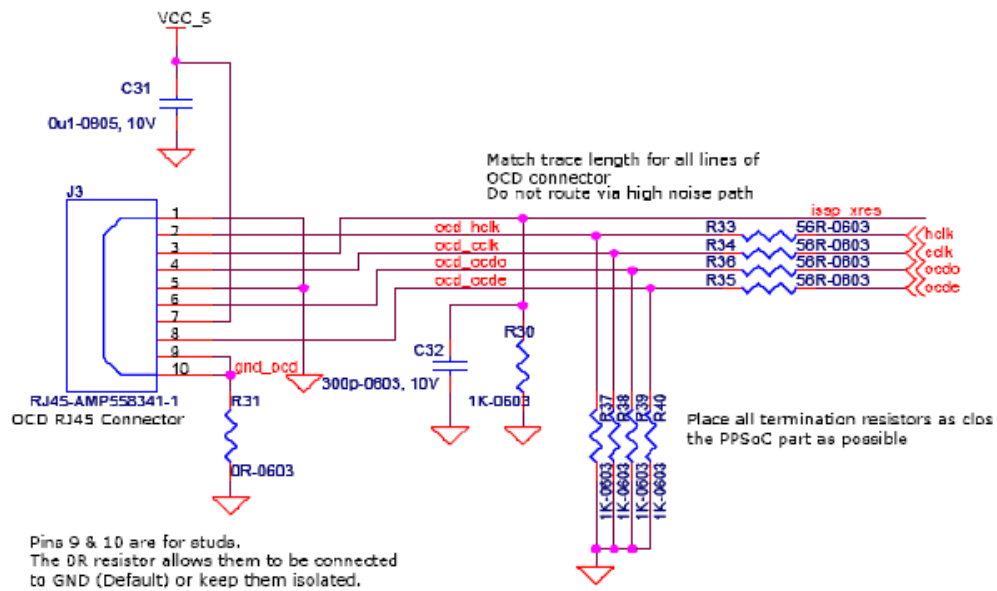 VCC_5
C31
0u1-0805, 10V
Match trace length for all lines of
OCD connector
Do not route via high noise path
J3
1
2
3
4
5
6
7
8
9
10
issp_xres
ocd_hclk
R33
56R-0603
hclk
ocd_cclk
R34
56R-0603
cclk
ocd_ocdo
R36
56R-0603
ocdo
ocd_ocde
R35
56R-0603
ocde
gnd_ocd
C32
300p-0603, 10V
R30
1K-0603
RJ45-AMP558341-1
OCD RJ45 Connector
R31
0R-0603
R37
R38
R39
R40
1K-0603
1K-0603
1K-0603
1K-0603
Place all termination resistors as clos
the PPSoC part as possible
Pins 9 & 10 are for studs.
The 0R resistor allows them to be connected
to GND (Default) or keep them isolated.